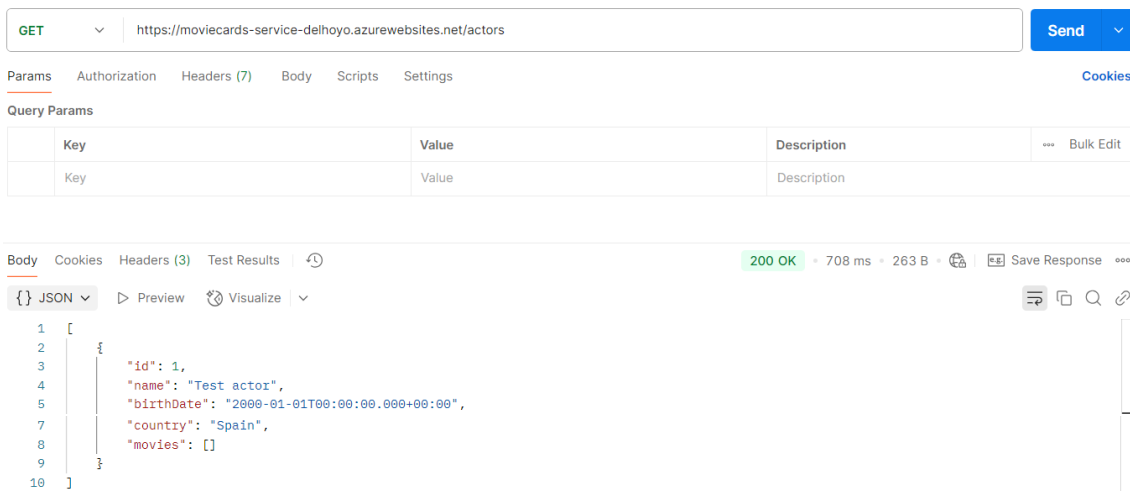 GET https://moviecards-service-delhoyo.azurewebsites.net/actors Send
Params Authorization Headers (7) Body Scripts Settings Cookies
Query Params
Key Value Description Bulk Edit
Key Value Description
Body Cookies Headers (3) Test Results 200 OK 708 ms 263 B e.g. Save Response
{} JSON Preview Visualize
1 [
2 {
3 "id": 1,
4 "name": "Test actor",
5 "birthDate": "2000-01-01T00:00:00.000+00:00",
7 "country": "Spain",
8 "movies": []
9 }
10 ]